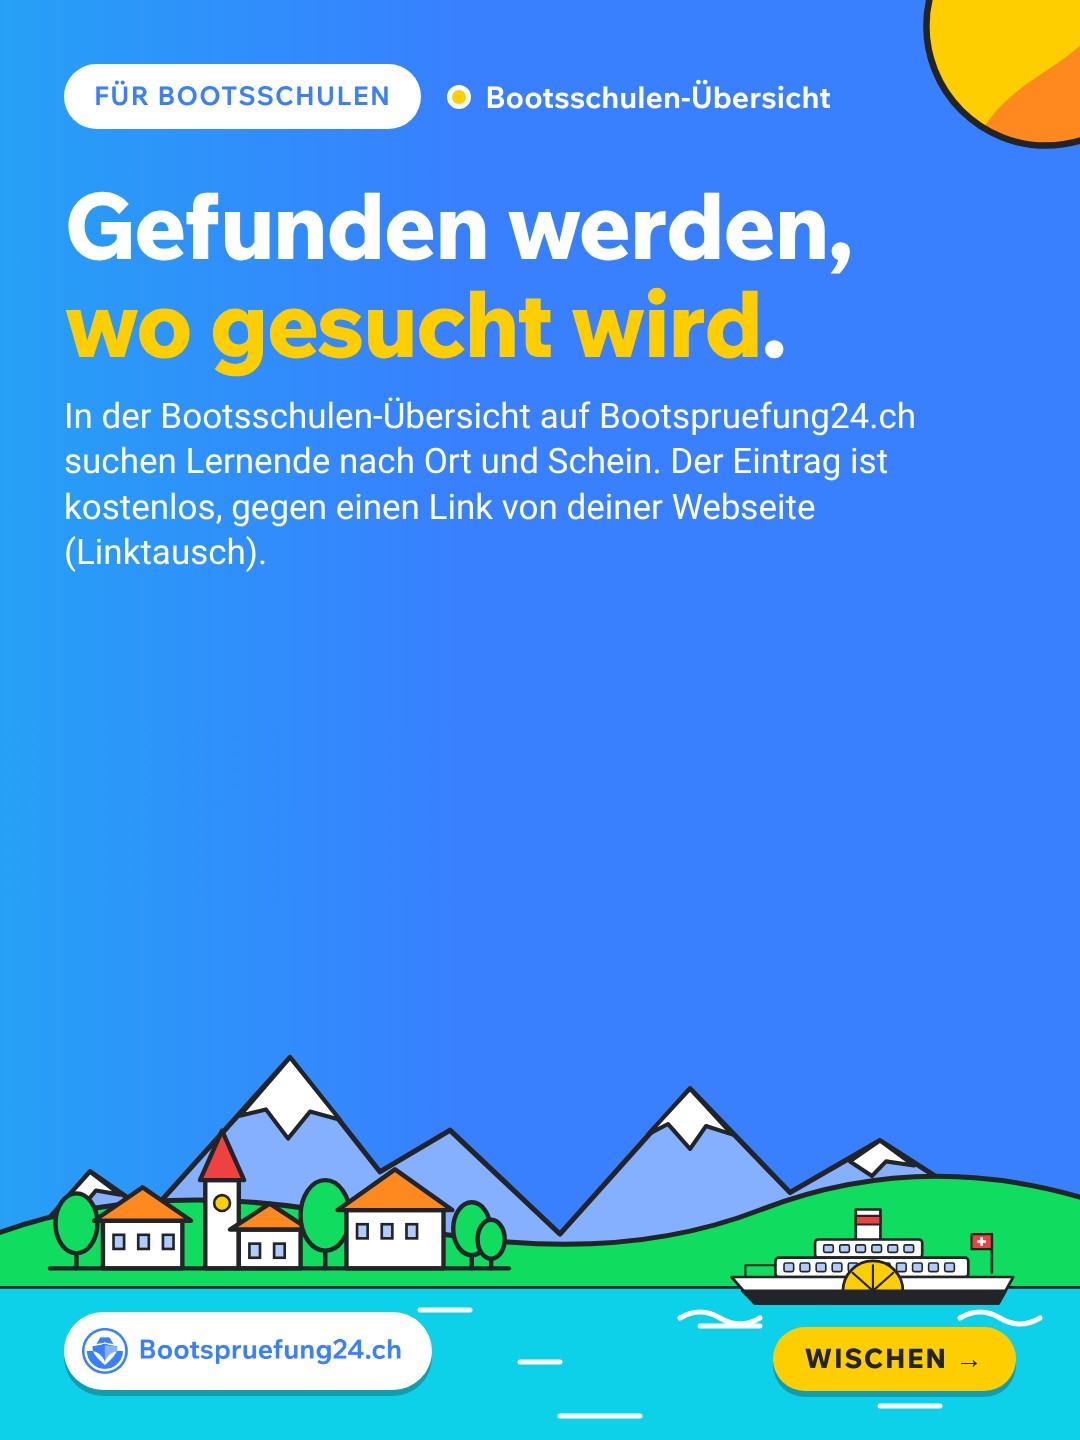 FÜR BOOTSSCHULEN
Bootsschulen-Übersicht
Gefunden werden,
wo gesucht wird.
In der Bootsschulen-Übersicht auf Bootspruefung24.ch
suchen Lernende nach Ort und Schein. Der Eintrag ist
kostenlos, gegen einen Link von deiner Webseite
(Linktausch).
Bootspruefung24.ch
WISCHEN →